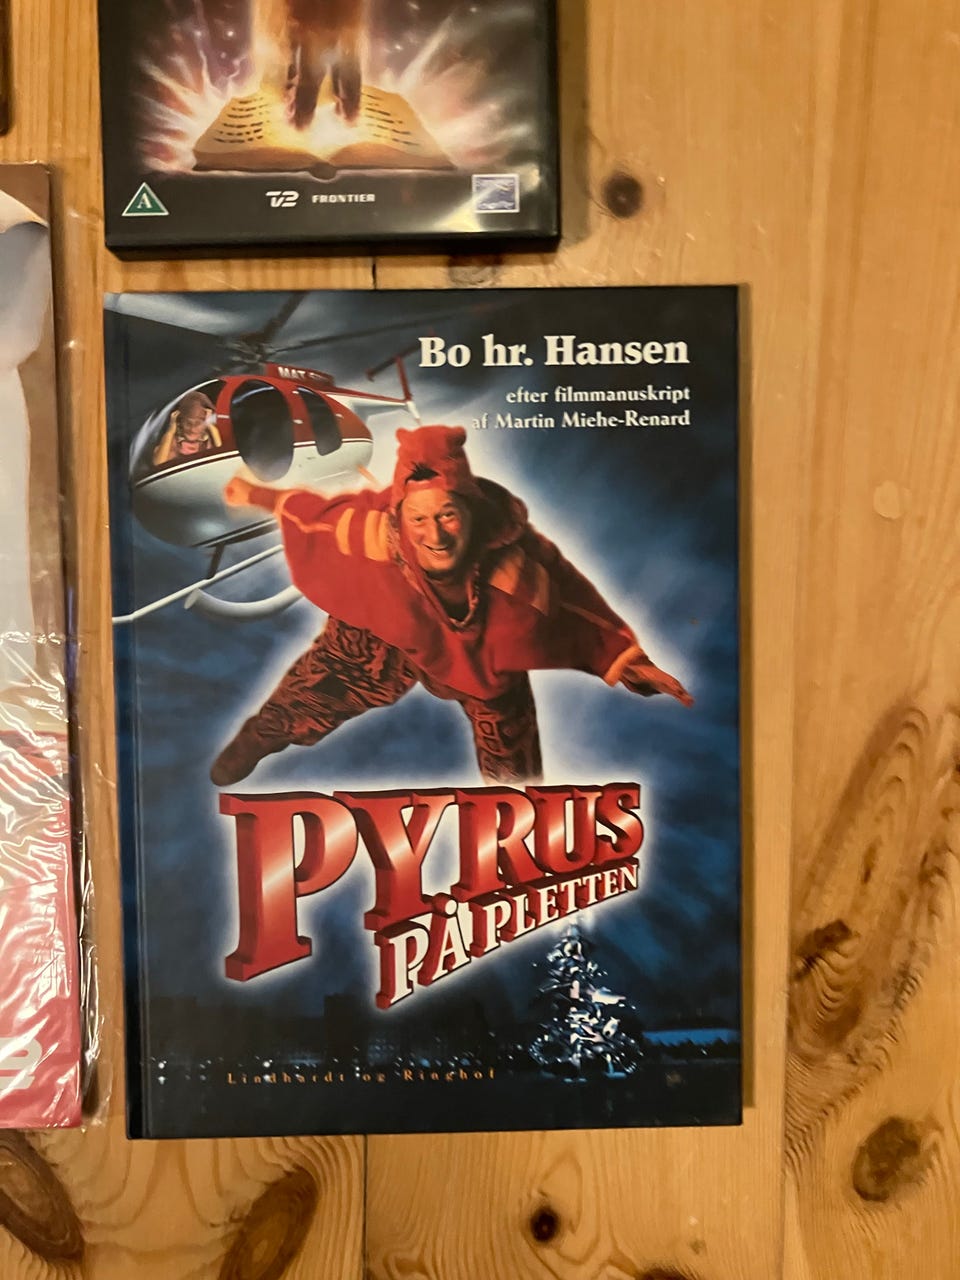 A
TV2 FRONTIER
Bo hr. Hansen
efter filmmanuskript
af Martin Miehe-Renard
PYRUS
PÅ PLETTEN
Lindhardt og Ringhof